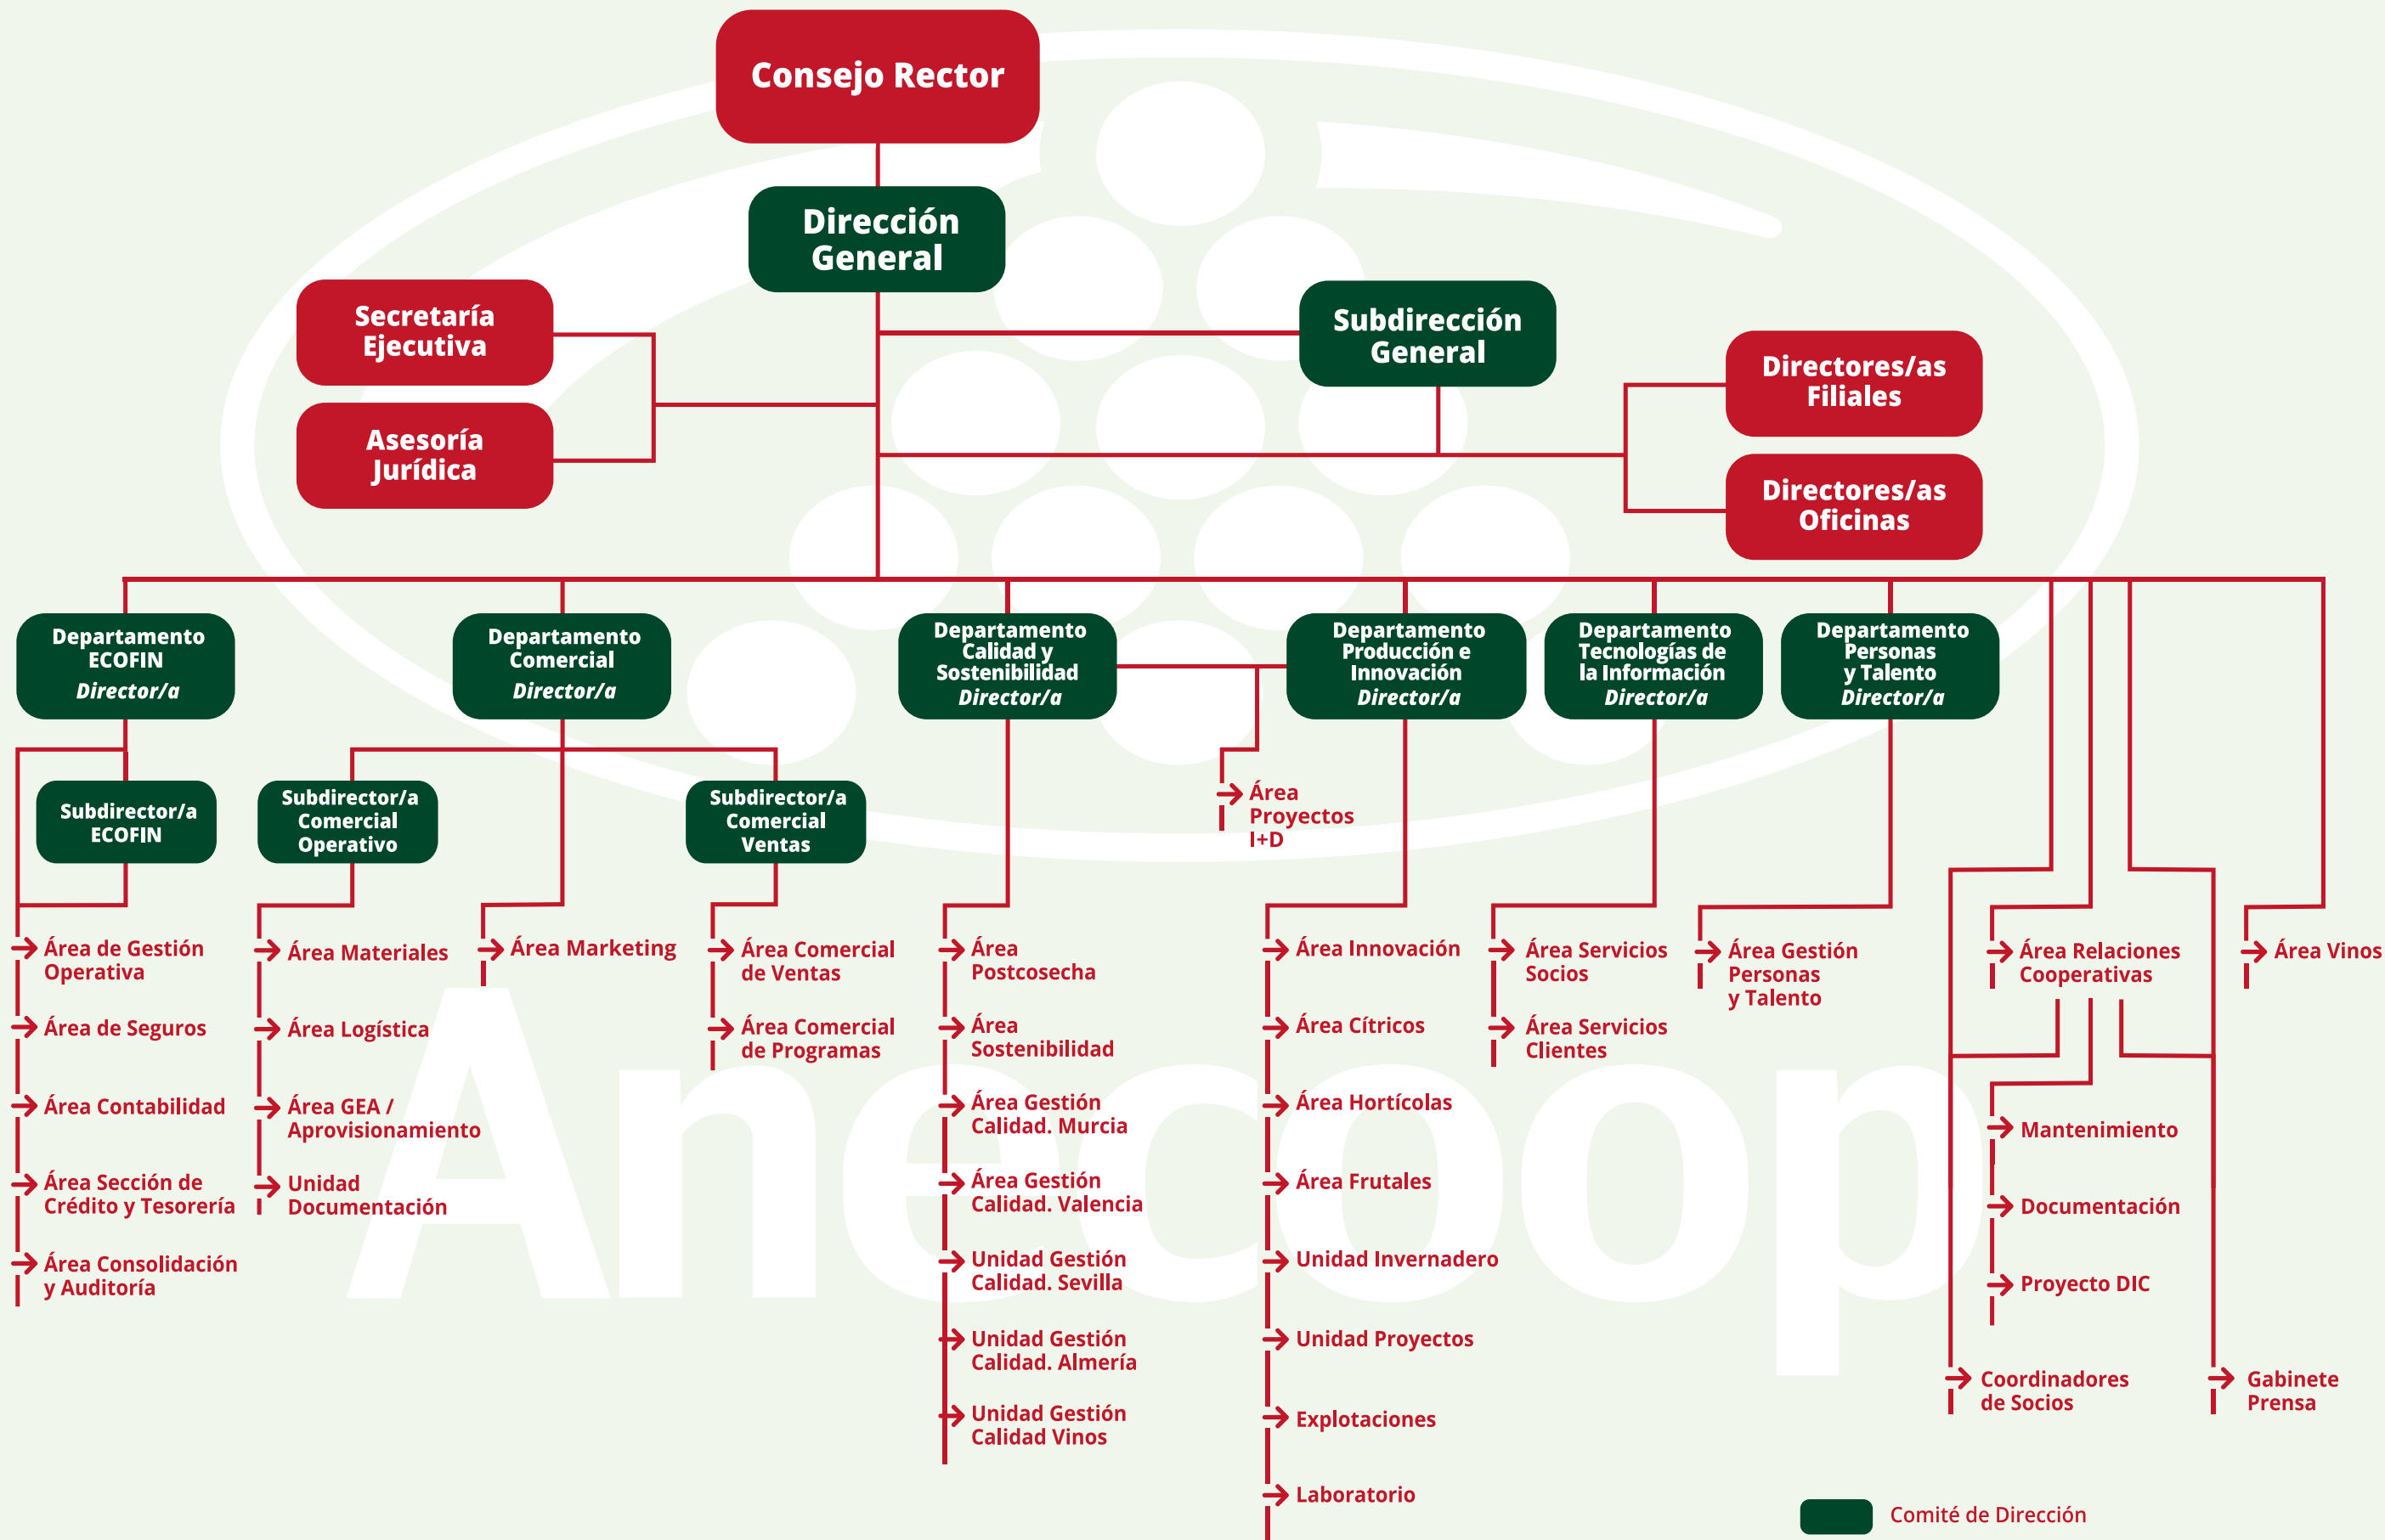 Consejo Rector
Dirección
General
Secretaría
Ejecutiva
Asesoría
Jurídica
Subdirección
General
Directores/as
Filiales
Directores/as
Oficinas
Departamento
ECOFIN
Director/a
Departamento
Comercial
Director/a
Departamento
Calidad y
Sostenibilidad
Director/a
Departamento
Producción e
Innovación
Director/a
Departamento
Tecnologías de
la Información
Director/a
Departamento
Personas
y Talento
Director/a
Subdirector/a
ECOFIN
Subdirector/a
Comercial
Operativo
Subdirector/a
Comercial
Ventas
Área
Proyectos
I+D
Área de Gestión
Operativa
Área de Seguros
Área Contabilidad
Área Sección de
Crédito y Tesorería
Área Consolidación
y Auditoría
Área Materiales
Área Logística
Área GEA /
Aprovisionamiento
Unidad
Documentación
Área Marketing
Área Comercial
de Ventas
Área Comercial
de Programas
Área
Postcosecha
Área
Sostenibilidad
Área Gestión
Calidad. Murcia
Área Gestión
Calidad. Valencia
Unidad Gestión
Calidad. Sevilla
Unidad Gestión
Calidad. Almería
Unidad Gestión
Calidad Vinos
Área Innovación
Área Cítricos
Área Hortícolas
Área Frutales
Unidad Invernadero
Unidad Proyectos
Explotaciones
Laboratorio
Área Servicios
Socios
Área Servicios
Clientes
Área Gestión
Personas
y Talento
Área Relaciones
Cooperativas
Mantenimiento
Documentación
Proyecto DIC
Coordinadores
de Socios
Gabinete
Prensa
Área Vinos
Anecoop
Comité de Dirección